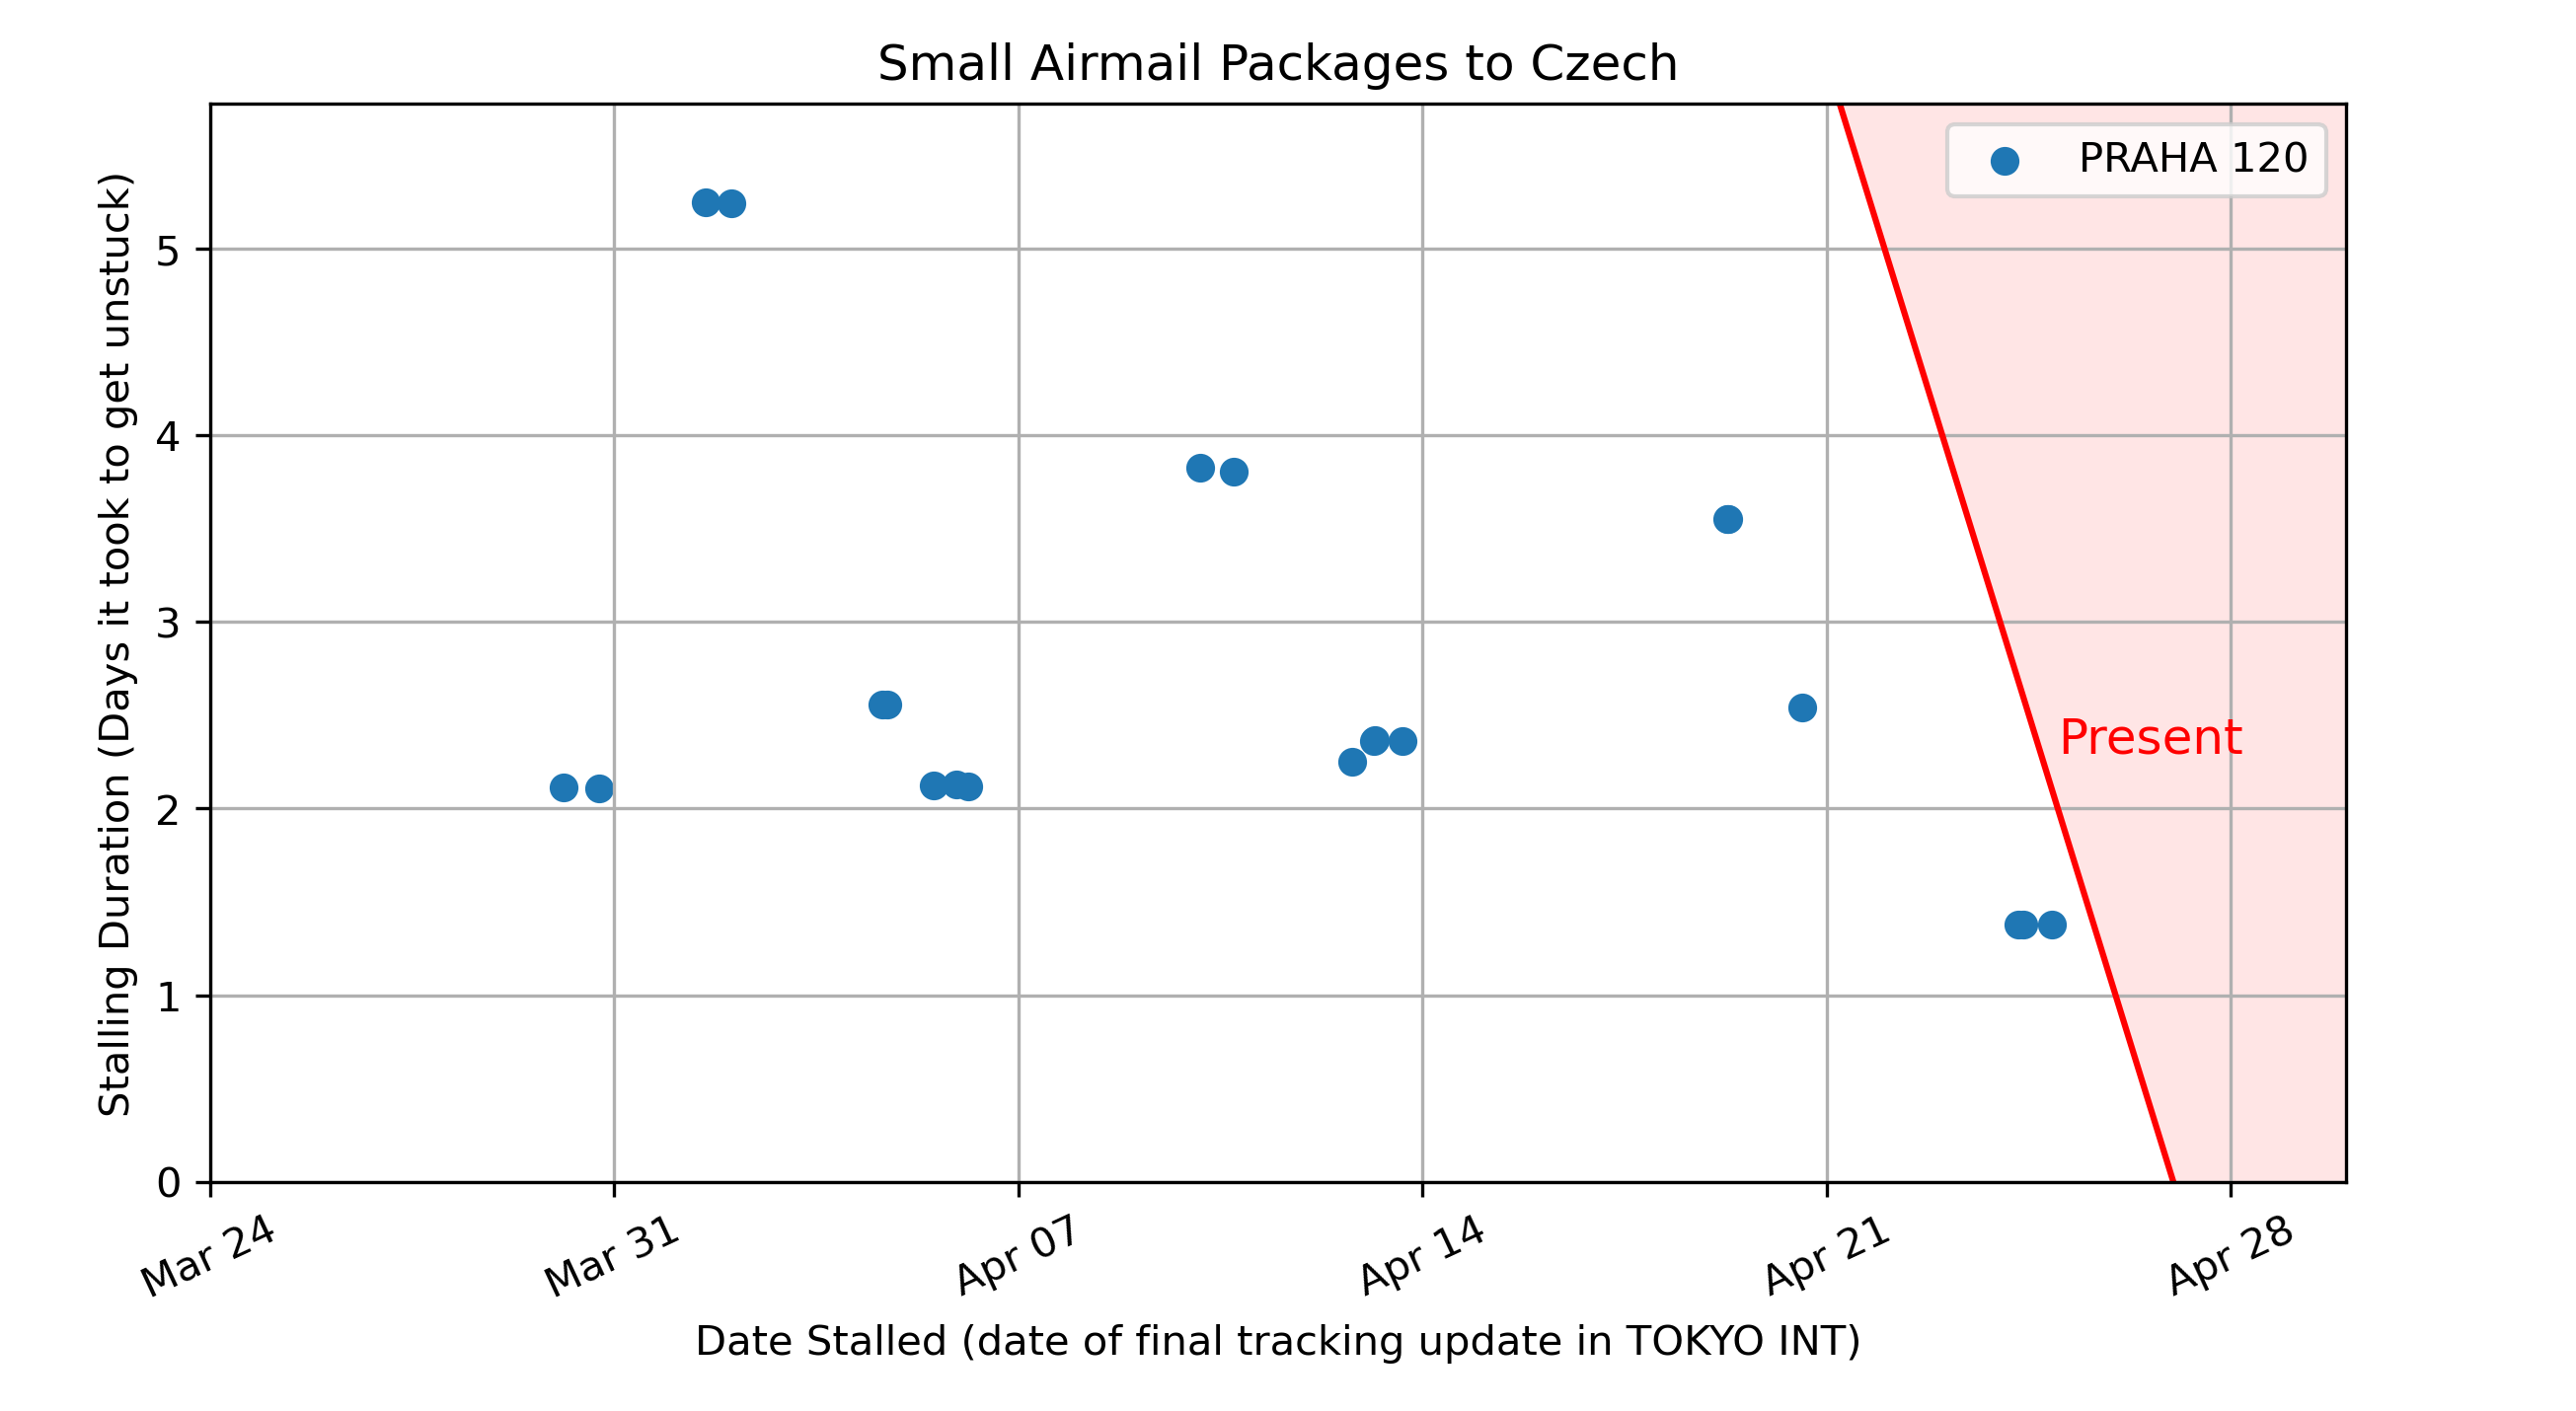 Small Airmail Packages to Czech
PRAHA 120
Stalling Duration (Days it took to get unstuck)
5
4
3
2
1
0
Present
Mar 24
Mar 31
Apr 07
Apr 14
Apr 21
Apr 28
Date Stalled (date of final tracking update in TOKYO INT)